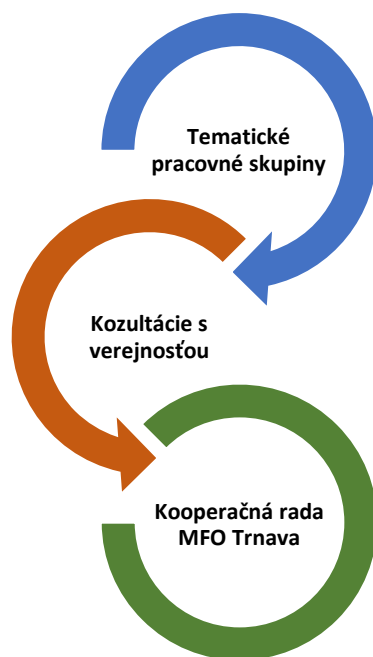 Tematické
pracovné skupiny
Kozultácie s
verejnosťou
Kooperačná rada
MFO Trnava